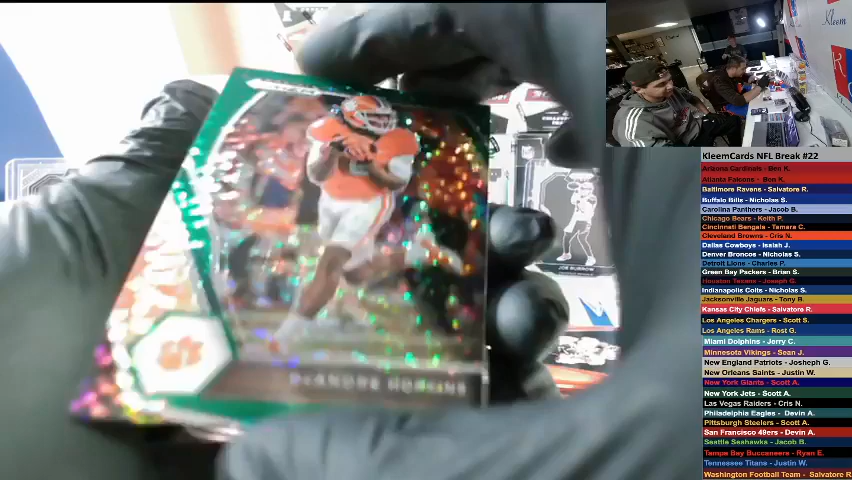 DeANDRE HOPKINS
JOE BURROW
Kleem
KleemCards NFL Break #22
Arizona Cardinals - Ben K.
Atlanta Falcons - Ben K.
Baltimore Ravens - Salvatore R.
Buffalo Bills - Nicholas S.
Carolina Panthers - Jacob B.
Chicago Bears - Keith P.
Cincinnati Bengals - Tamara C.
Cleveland Browns - Cris N.
Dallas Cowboys - Isaiah J.
Denver Broncos - Nicholas S.
Detroit Lions - Charles P.
Green Bay Packers - Brian S.
Houston Texans - Joseph G.
Indianapolis Colts - Nicholas S.
Jacksonville Jaguars - Tony B.
Kansas City Chiefs - Salvatore R.
Los Angeles Chargers - Scott S.
Los Angeles Rams - Rost G.
Miami Dolphins - Jerry C.
Minnesota Vikings - Sean J.
New England Patriots - Josheph G.
New Orleans Saints - Justin W.
New York Giants - Scott A.
New York Jets - Scott A.
Las Vegas Raiders - Cris N.
Philadelphia Eagles - Devin A.
Pittsburgh Steelers - Scott A.
San Francisco 49ers - Devin A.
Seattle Seahawks - Jacob B.
Tampa Bay Buccaneers - Ryan E.
Tennessee Titans - Justin W.
Washington Football Team - Salvatore R